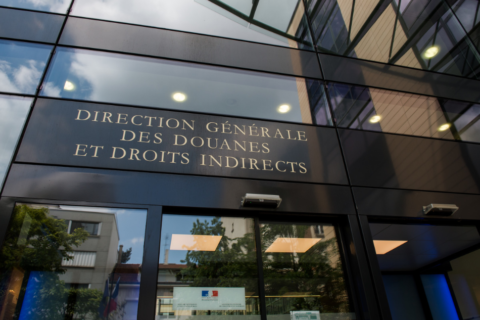 DIRECTION GÉNÉRALE
DES DOUANES
ET DROITS INDIRECTS